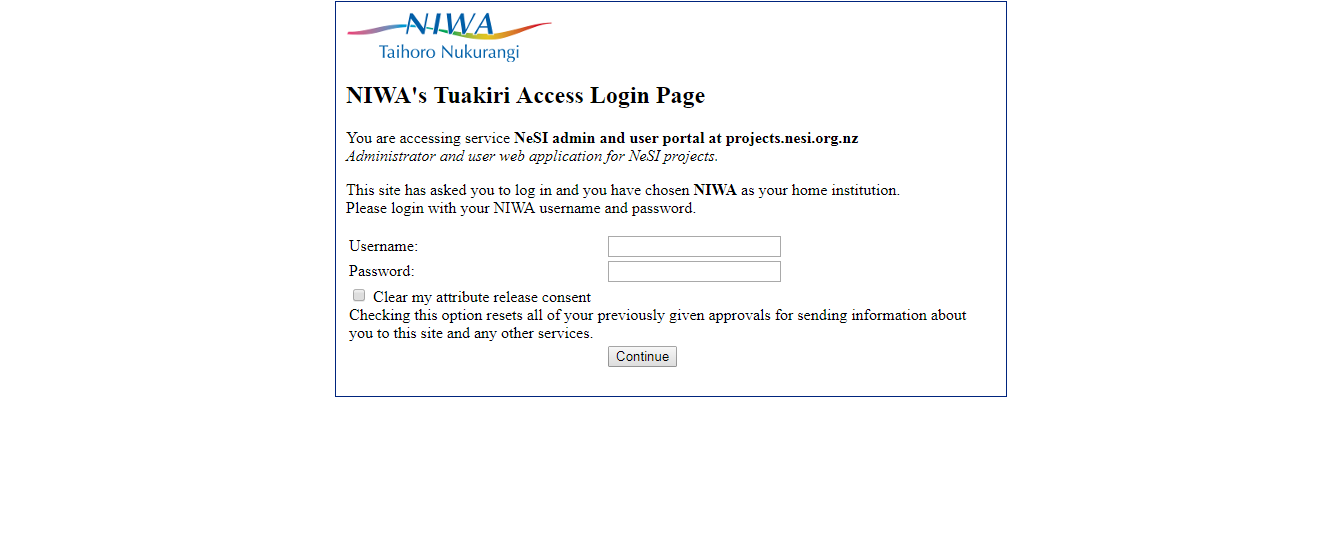 NIWA
Taihoro Nukurangi
NIWA's Tuakiri Access Login Page
You are accessing service NeSI admin and user portal at projects.nesi.org.nz
Administrator and user web application for NeSI projects.
This site has asked you to log in and you have chosen NIWA as your home institution.
Please login with your NIWA username and password.
Username:
Password:
Clear my attribute release consent
Checking this option resets all of your previously given approvals for sending information about
you to this site and any other services.
Continue